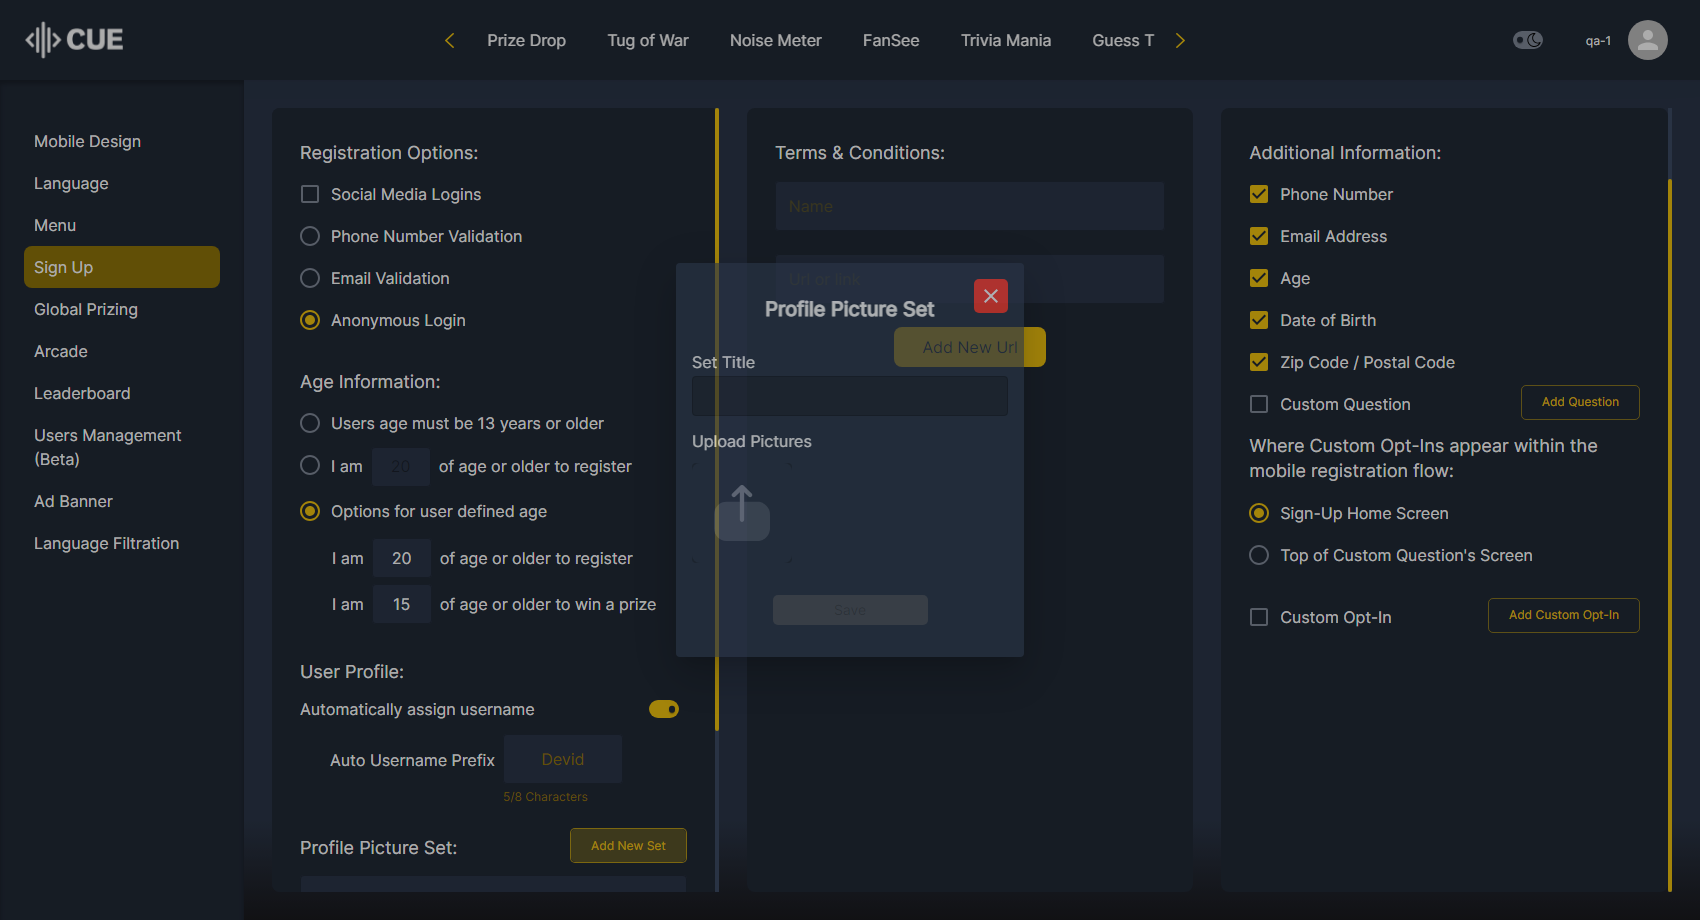 CUE
Prize Drop
Tug of War
Noise Meter
FanSee
Trivia Mania
Guess T
qa-1
Mobile Design
Language
Menu
Sign Up
Global Prizing
Arcade
Leaderboard
Users Management
(Beta)
Ad Banner
Language Filtration
Registration Options:
Social Media Logins
Phone Number Validation
Email Validation
Anonymous Login
Age Information:
Users age must be 13 years or older
I am 20 of age or older to register
Options for user defined age
I am 20 of age or older to register
I am 15 of age or older to win a prize
User Profile:
Automatically assign username
Auto Username Prefix Devid
5/8 Characters
Profile Picture Set:
Add New Set
Terms & Conditions:
Name
Url or link
Add New Url
Profile Picture Set
Set Title
Upload Pictures
Save
Additional Information:
Phone Number
Email Address
Age
Date of Birth
Zip Code / Postal Code
Custom Question
Add Question
Where Custom Opt-Ins appear within the
mobile registration flow:
Sign-Up Home Screen
Top of Custom Question's Screen
Custom Opt-In
Add Custom Opt-In